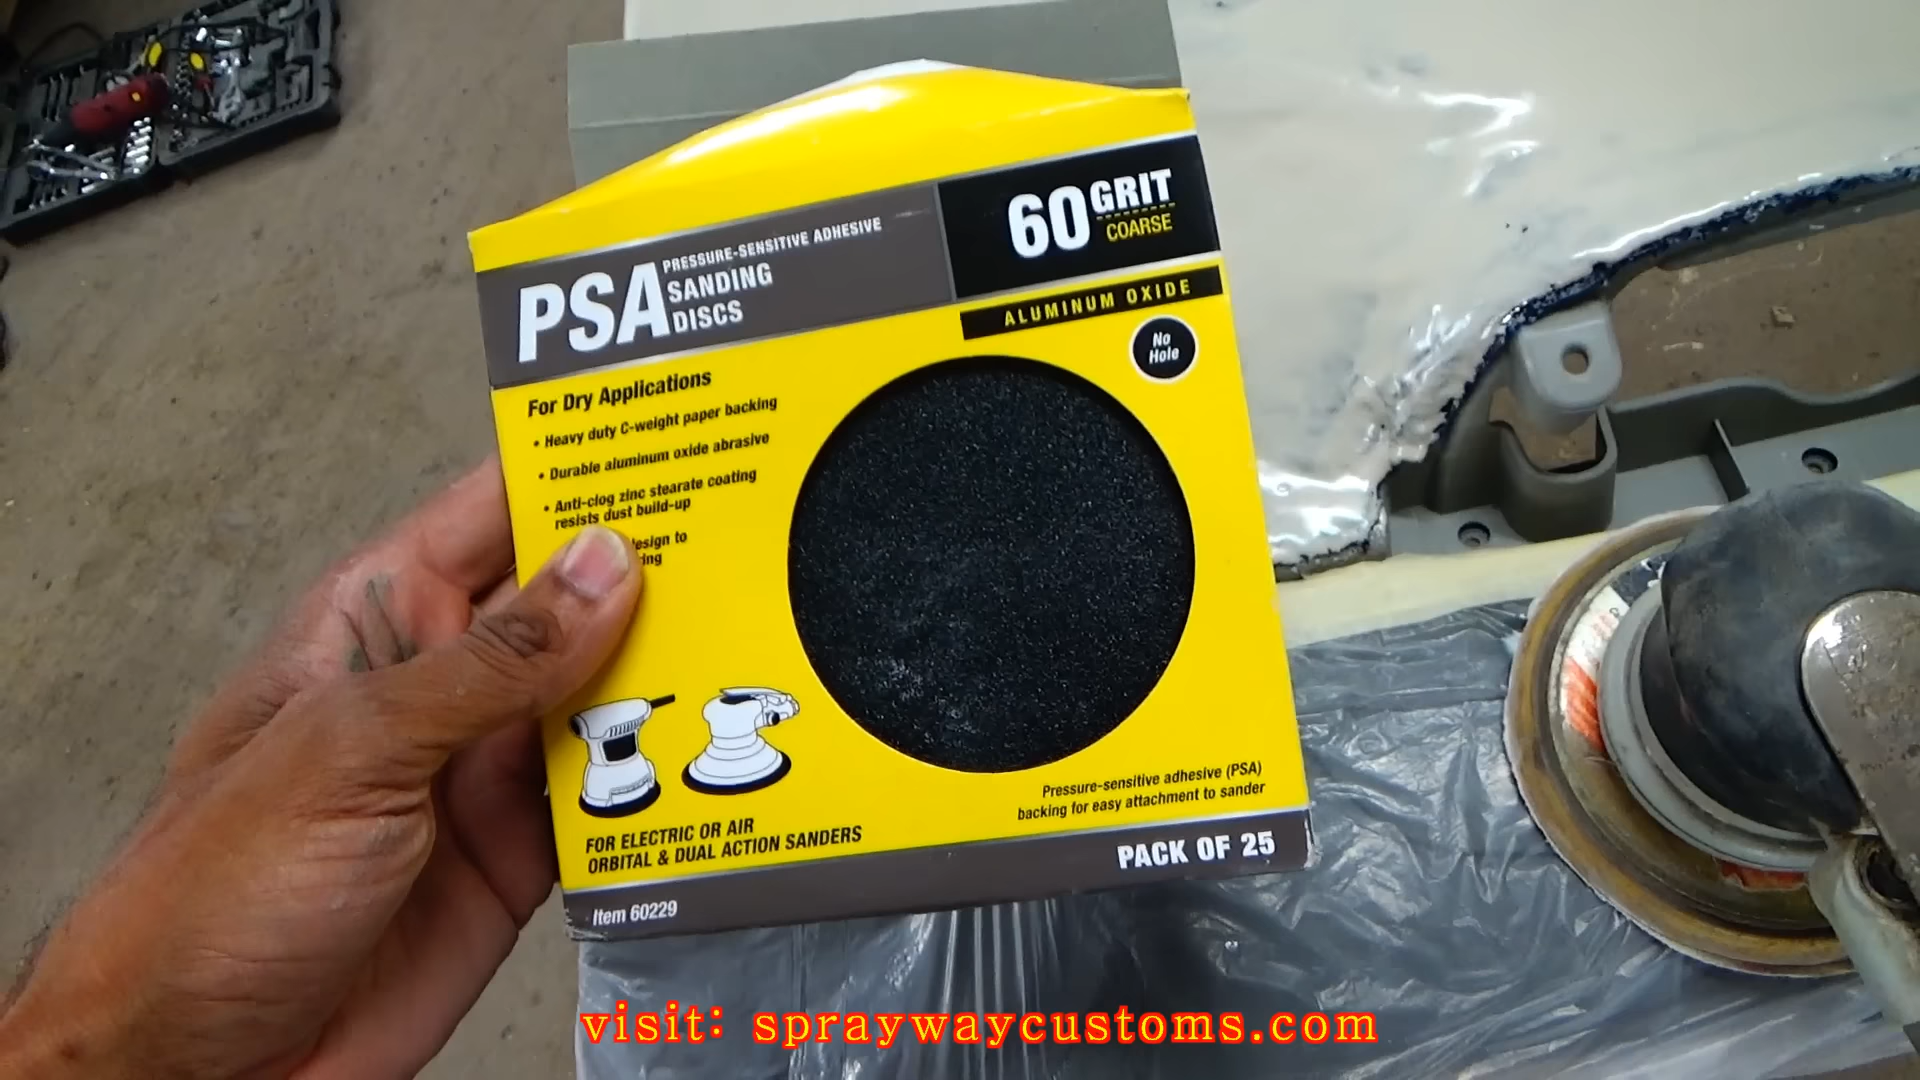 60 GRIT
COARSE
PSA PRESSURE-SENSITIVE ADHESIVE
SANDING
DISCS
ALUMINUM OXIDE
No
Hole
For Dry Applications
• Heavy duty C-weight paper backing
• Durable aluminum oxide abrasive
• Anti-clog zinc stearate coating
resists dust build-up
to
Pressure-sensitive adhesive (PSA)
backing for easy attachment to sander
FOR ELECTRIC OR AIR
ORBITAL & DUAL ACTION SANDERS
PACK OF 25
Item 60229
visit: spraywaycustoms.com